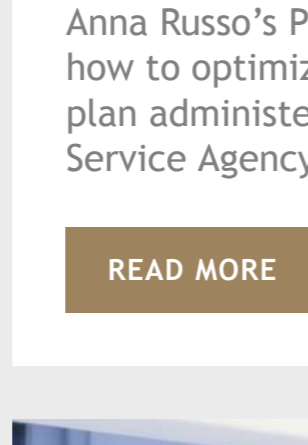 Anna Russo's P
how to optimiz
plan administe
Service Agency
READ MORE